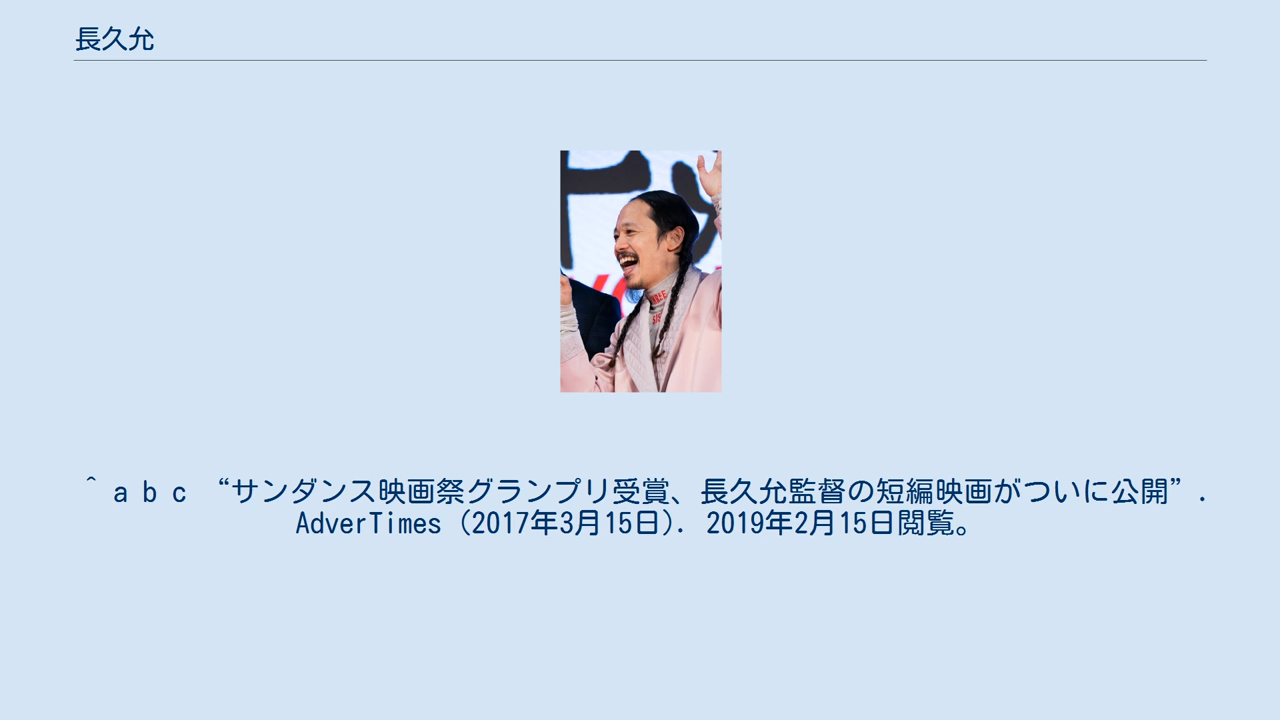 長久允
^ a b c “サンダンス映画祭グランプリ受賞、長久允監督の短編映画がついに公開”.
AdverTimes (2017年3月15日). 2019年2月15日閲覧。